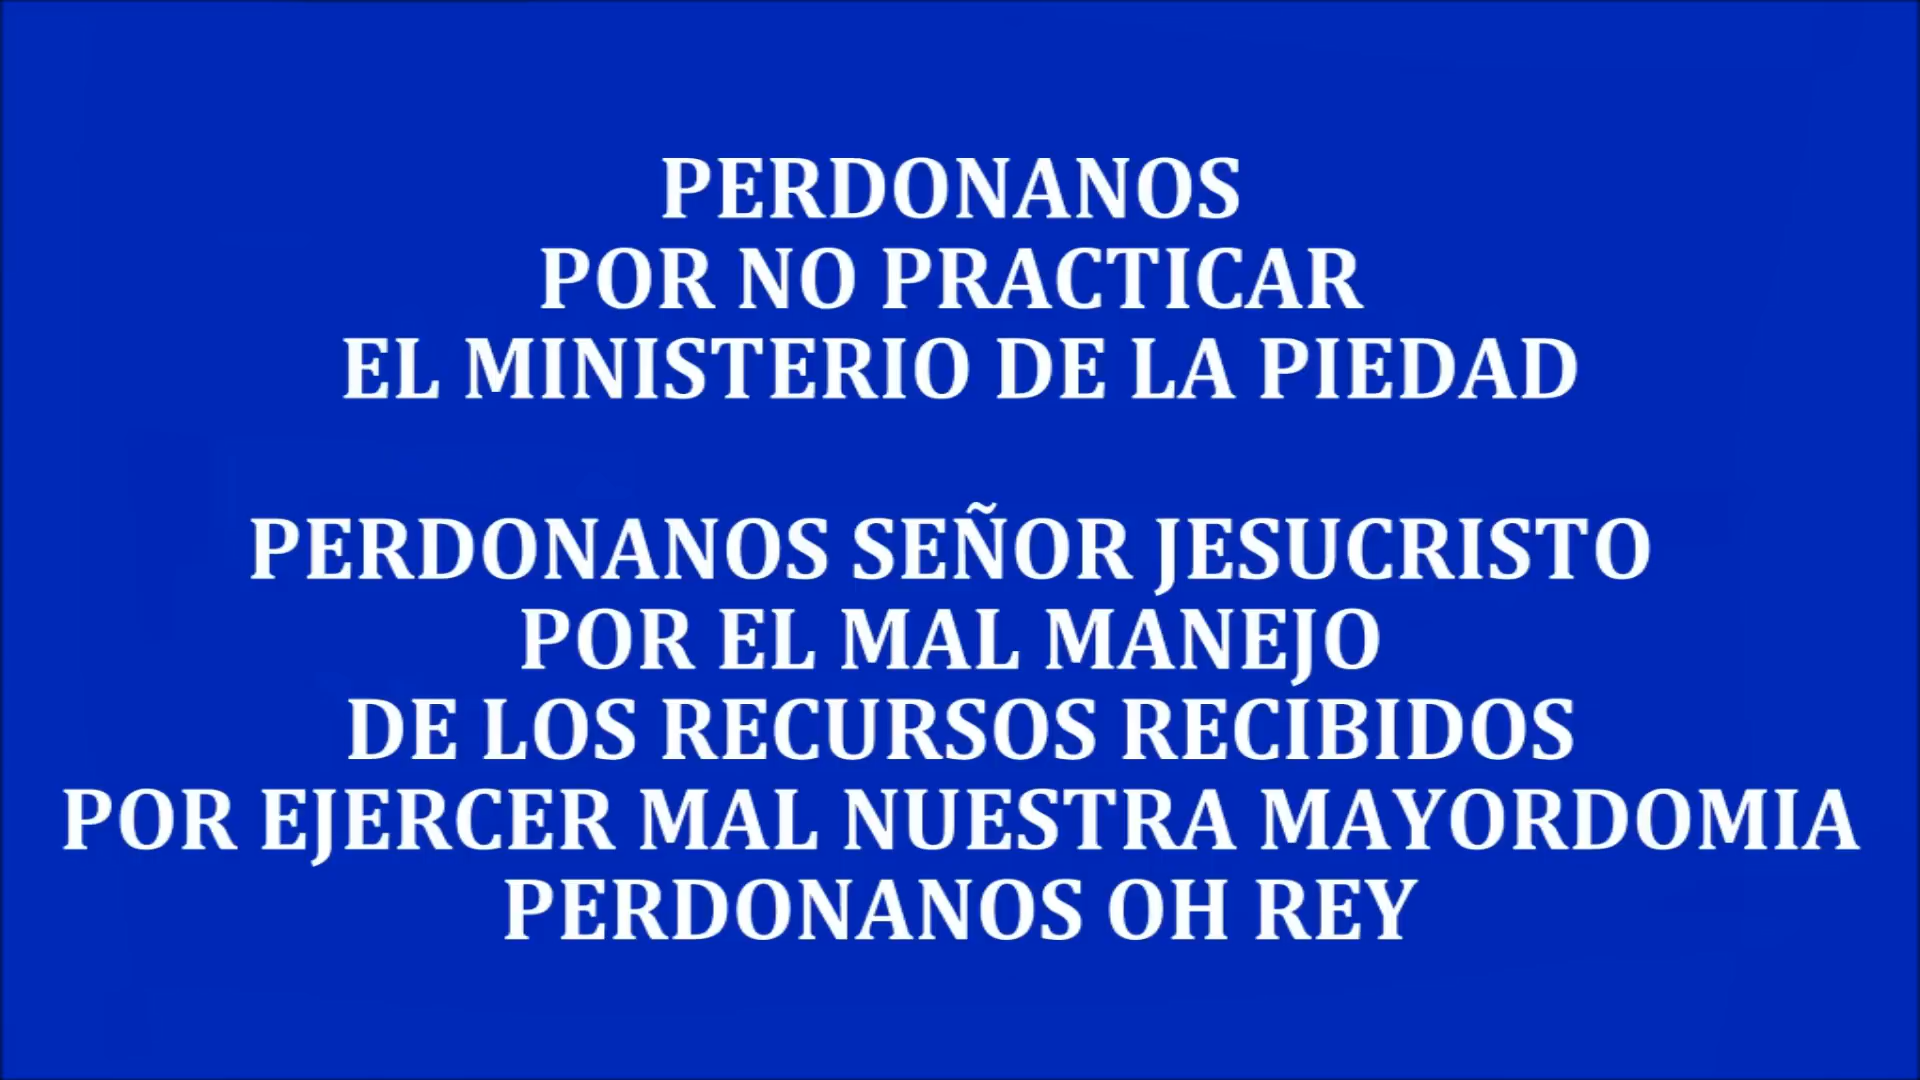 PERDONANOS
POR NO PRACTICAR
EL MINISTERIO DE LA PIEDAD
PERDONANOS SEÑOR JESUCRISTO
POR EL MAL MANEJO
DE LOS RECURSOS RECIBIDOS
POR EJERCER MAL NUESTRA MAYORDOMIA
PERDONANOS OH REY